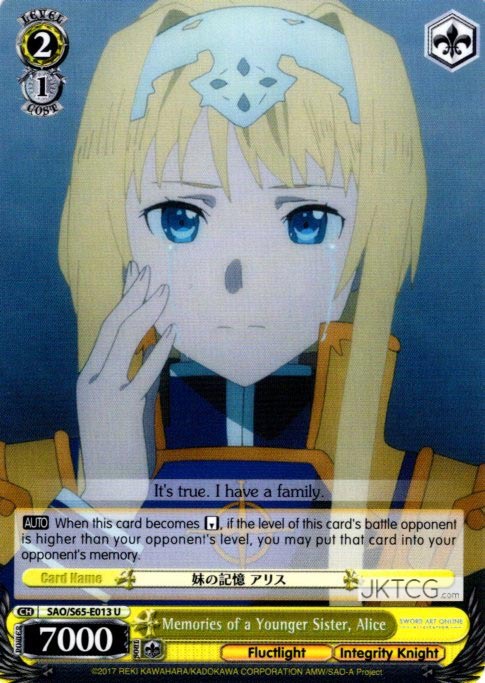 LEVEL
2
1
COST
It's true. I have a family.
AUTO When this card becomes , if the level of this card's battle opponent
is higher than your opponent's level, you may put that card into your
opponent's memory.
Card Name
妹の記憶 アリス
JKTCG.com
CH SAO/S65-E013 U
Memories of a Younger Sister, Alice
SWORD ART ONLINE
POWER
7000
SOUL
Fluctlight
Integrity Knight
©2017 REKI KAWAHARA/KADOKAWA CORPORATION AMW/SAO-A Project